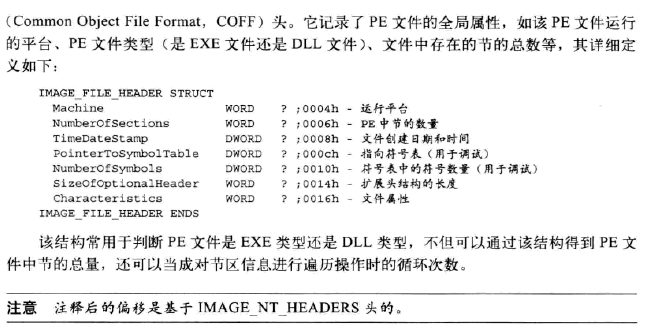 (Common Object File Format，COFF）头。它记录了 PE 文件的全局属性，如该 PE 文件运行
的平台、PE 文件类型（是 EXE 文件还是 DLL 文件）、文件中存在的节的总数等，其详细定
义如下：
IMAGE_FILE_HEADER STRUCT
Machine WORD ? ;0004h - 运行平台
NumberOfSections WORD ? ;0006h - PE 中节的数量
TimeDateStamp DWORD ? ;0008h - 文件创建日期和时间
PointerToSymbolTable DWORD ? ;000ch - 指向符号表（用于调试）
NumberOfSymbols DWORD ? ;0010h - 符号表中的符号数量（用于调试）
SizeOfOptionalHeader WORD ? ;0014h - 扩展头结构的长度
Characteristics WORD ? ;0016h - 文件属性
IMAGE_FILE_HEADER ENDS
该结构常用于判断 PE 文件是 EXE 类型还是 DLL 类型，不但可以通过该结构得到 PE 文
件中节的总量，还可以当成对节区信息进行遍历操作时的循环次数。
注意 注释后的偏移是基于 IMAGE_NT_HEADERS 头的。